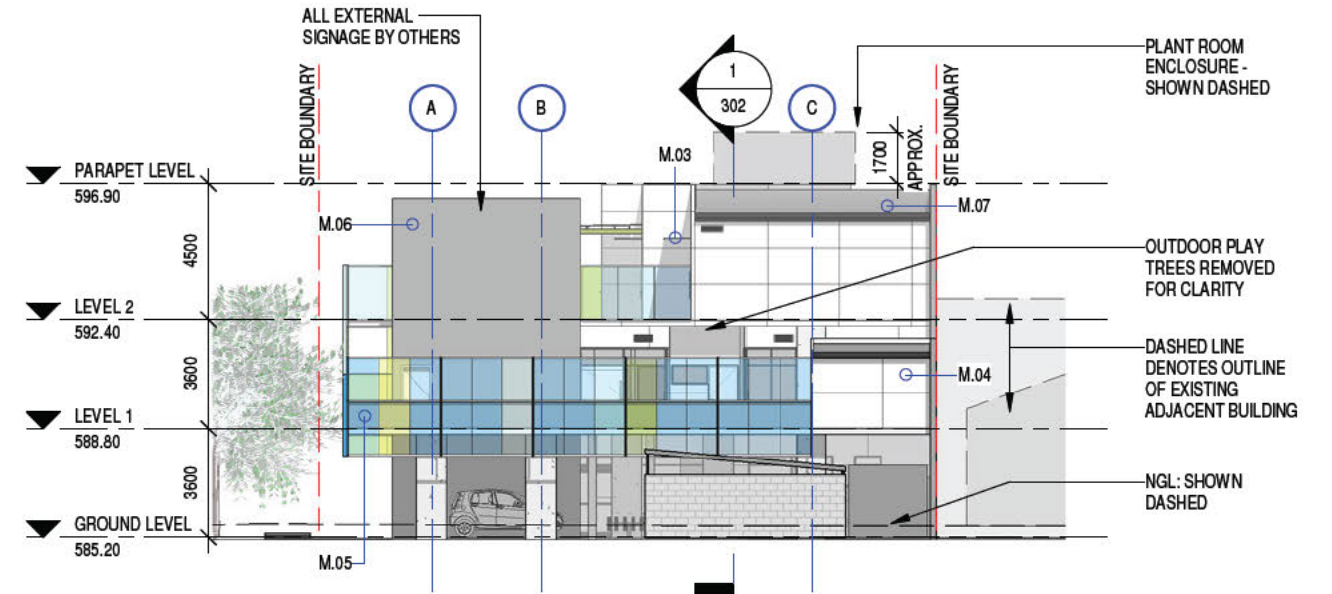 ALL EXTERNAL
SIGNAGE BY OTHERS
PLANT ROOM
ENCLOSURE -
SHOWN DASHED
SITE BOUNDARY
A
B
1
302
C
1700
APPROX.
SITE BOUNDARY
PARAPET LEVEL
596.90
M.03
M.06
M.07
4500
OUTDOOR PLAY
TREES REMOVED
FOR CLARITY
LEVEL 2
592.40
3600
DASHED LINE
DENOTES OUTLINE
OF EXISTING
ADJACENT BUILDING
M.04
LEVEL 1
588.80
3600
NGL: SHOWN
DASHED
GROUND LEVEL
585.20
M.05